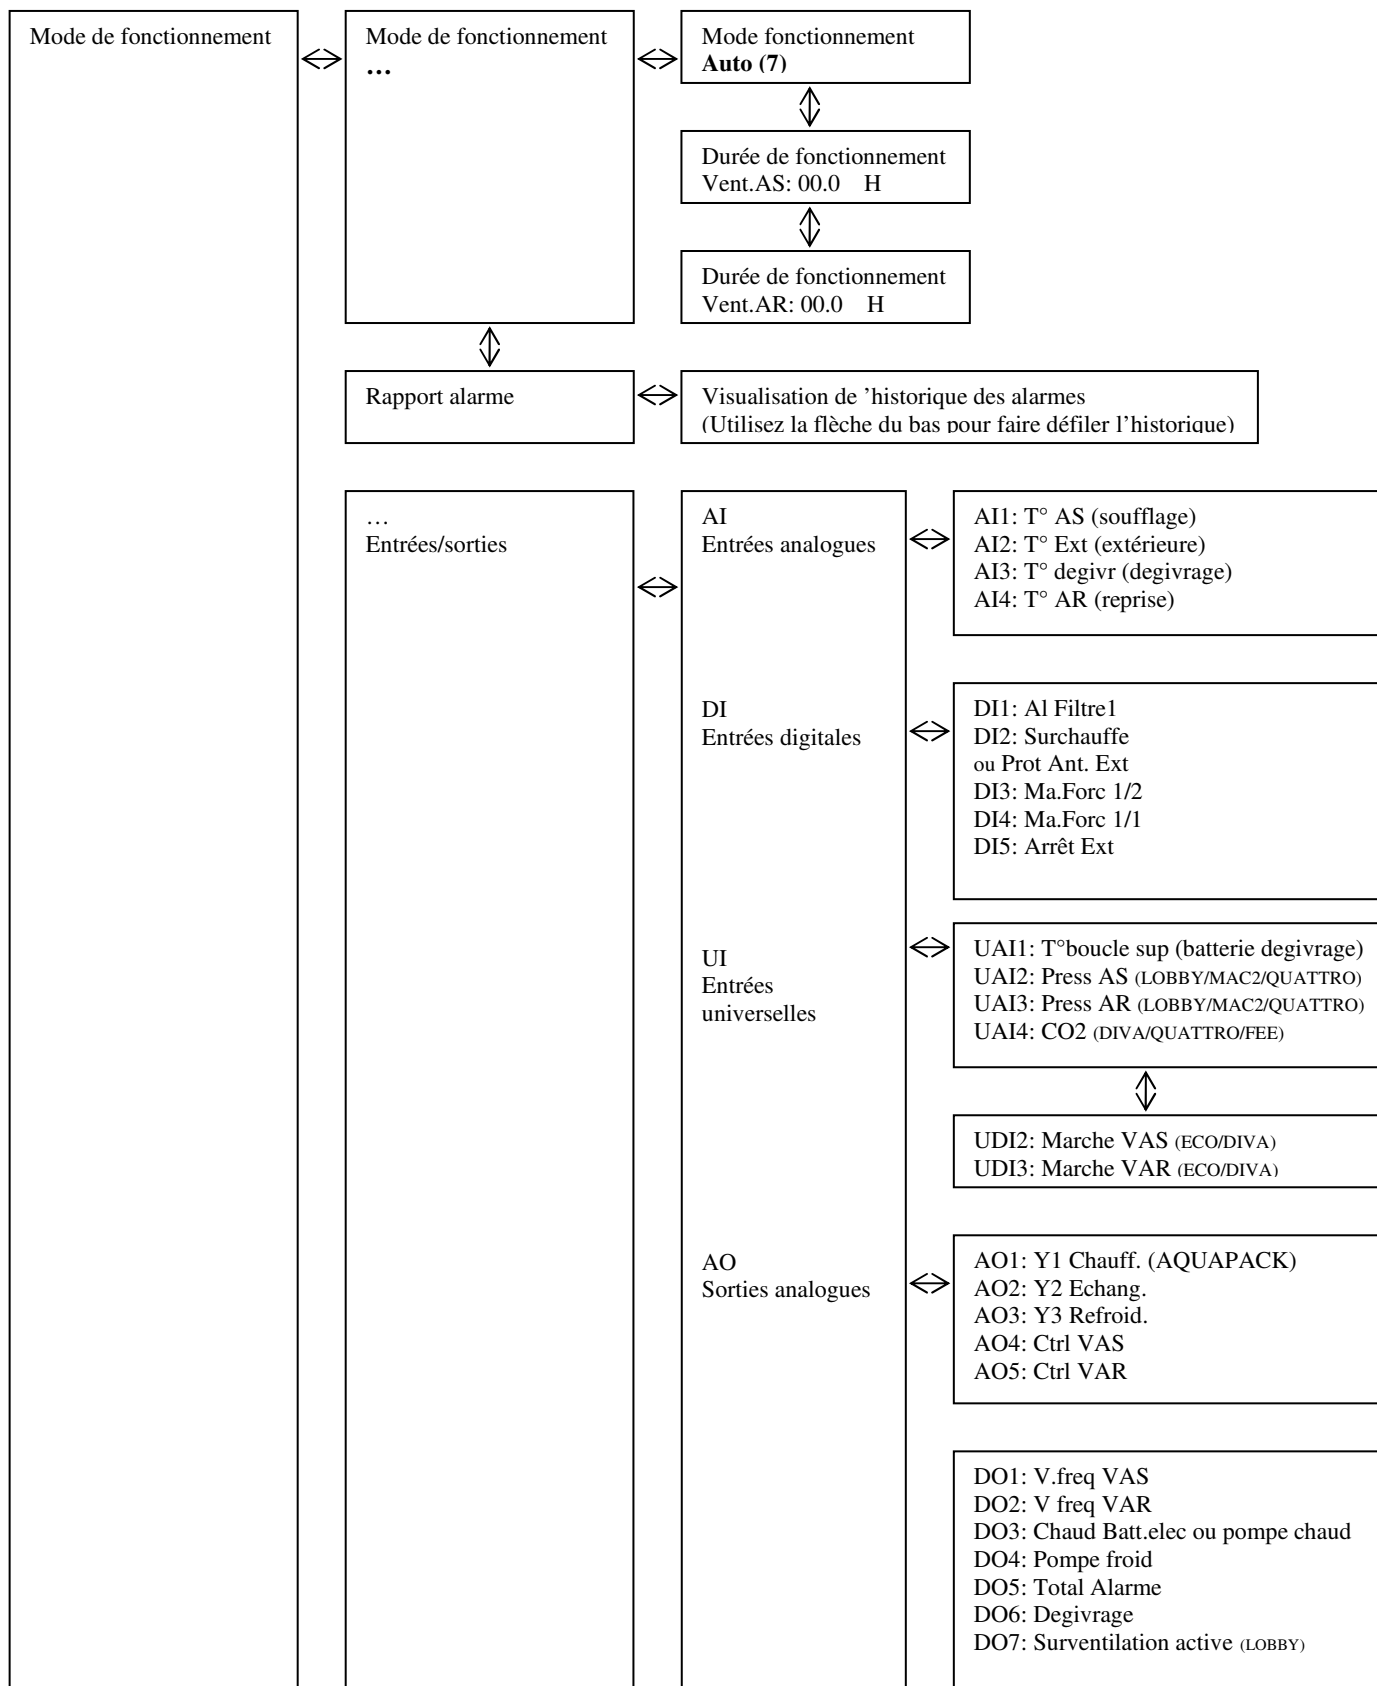 Mode de fonctionnement
Mode de fonctionnement
...
Mode fonctionnement
Auto (7)
Durée de fonctionnement
Vent.AS: 00.0 H
Durée de fonctionnement
Vent.AR: 00.0 H
Rapport alarme
Visualisation de ’historique des alarmes
(Utilisez la flèche du bas pour faire défiler l’historique)
…
Entrées/sorties
AI
Entrées analogues
AI1: T° AS (soufflage)
AI2: T° Ext (extérieure)
AI3: T° degivr (degivrage)
AI4: T° AR (reprise)
DI
Entrées digitales
DI1: Al Filtre1
DI2: Surchauffe
ou Prot Ant. Ext
DI3: Ma.Forc 1/2
DI4: Ma.Forc 1/1
DI5: Arrêt Ext
UI
Entrées
universelles
UAI1: T°boucle sup (batterie degivrage)
UAI2: Press AS (LOBBY/MAC2/QUATTRO)
UAI3: Press AR (LOBBY/MAC2/QUATTRO)
UAI4: CO2 (DIVA/QUATTRO/FEE)
UDI2: Marche VAS (ECO/DIVA)
UDI3: Marche VAR (ECO/DIVA)
AO
Sorties analogues
AO1: Y1 Chauff. (AQUAPACK)
AO2: Y2 Echang.
AO3: Y3 Refroid.
AO4: Ctrl VAS
AO5: Ctrl VAR
DO1: V.freq VAS
DO2: V freq VAR
DO3: Chaud Batt.elec ou pompe chaud
DO4: Pompe froid
DO5: Total Alarme
DO6: Degivrage
DO7: Surventilation active (LOBBY)